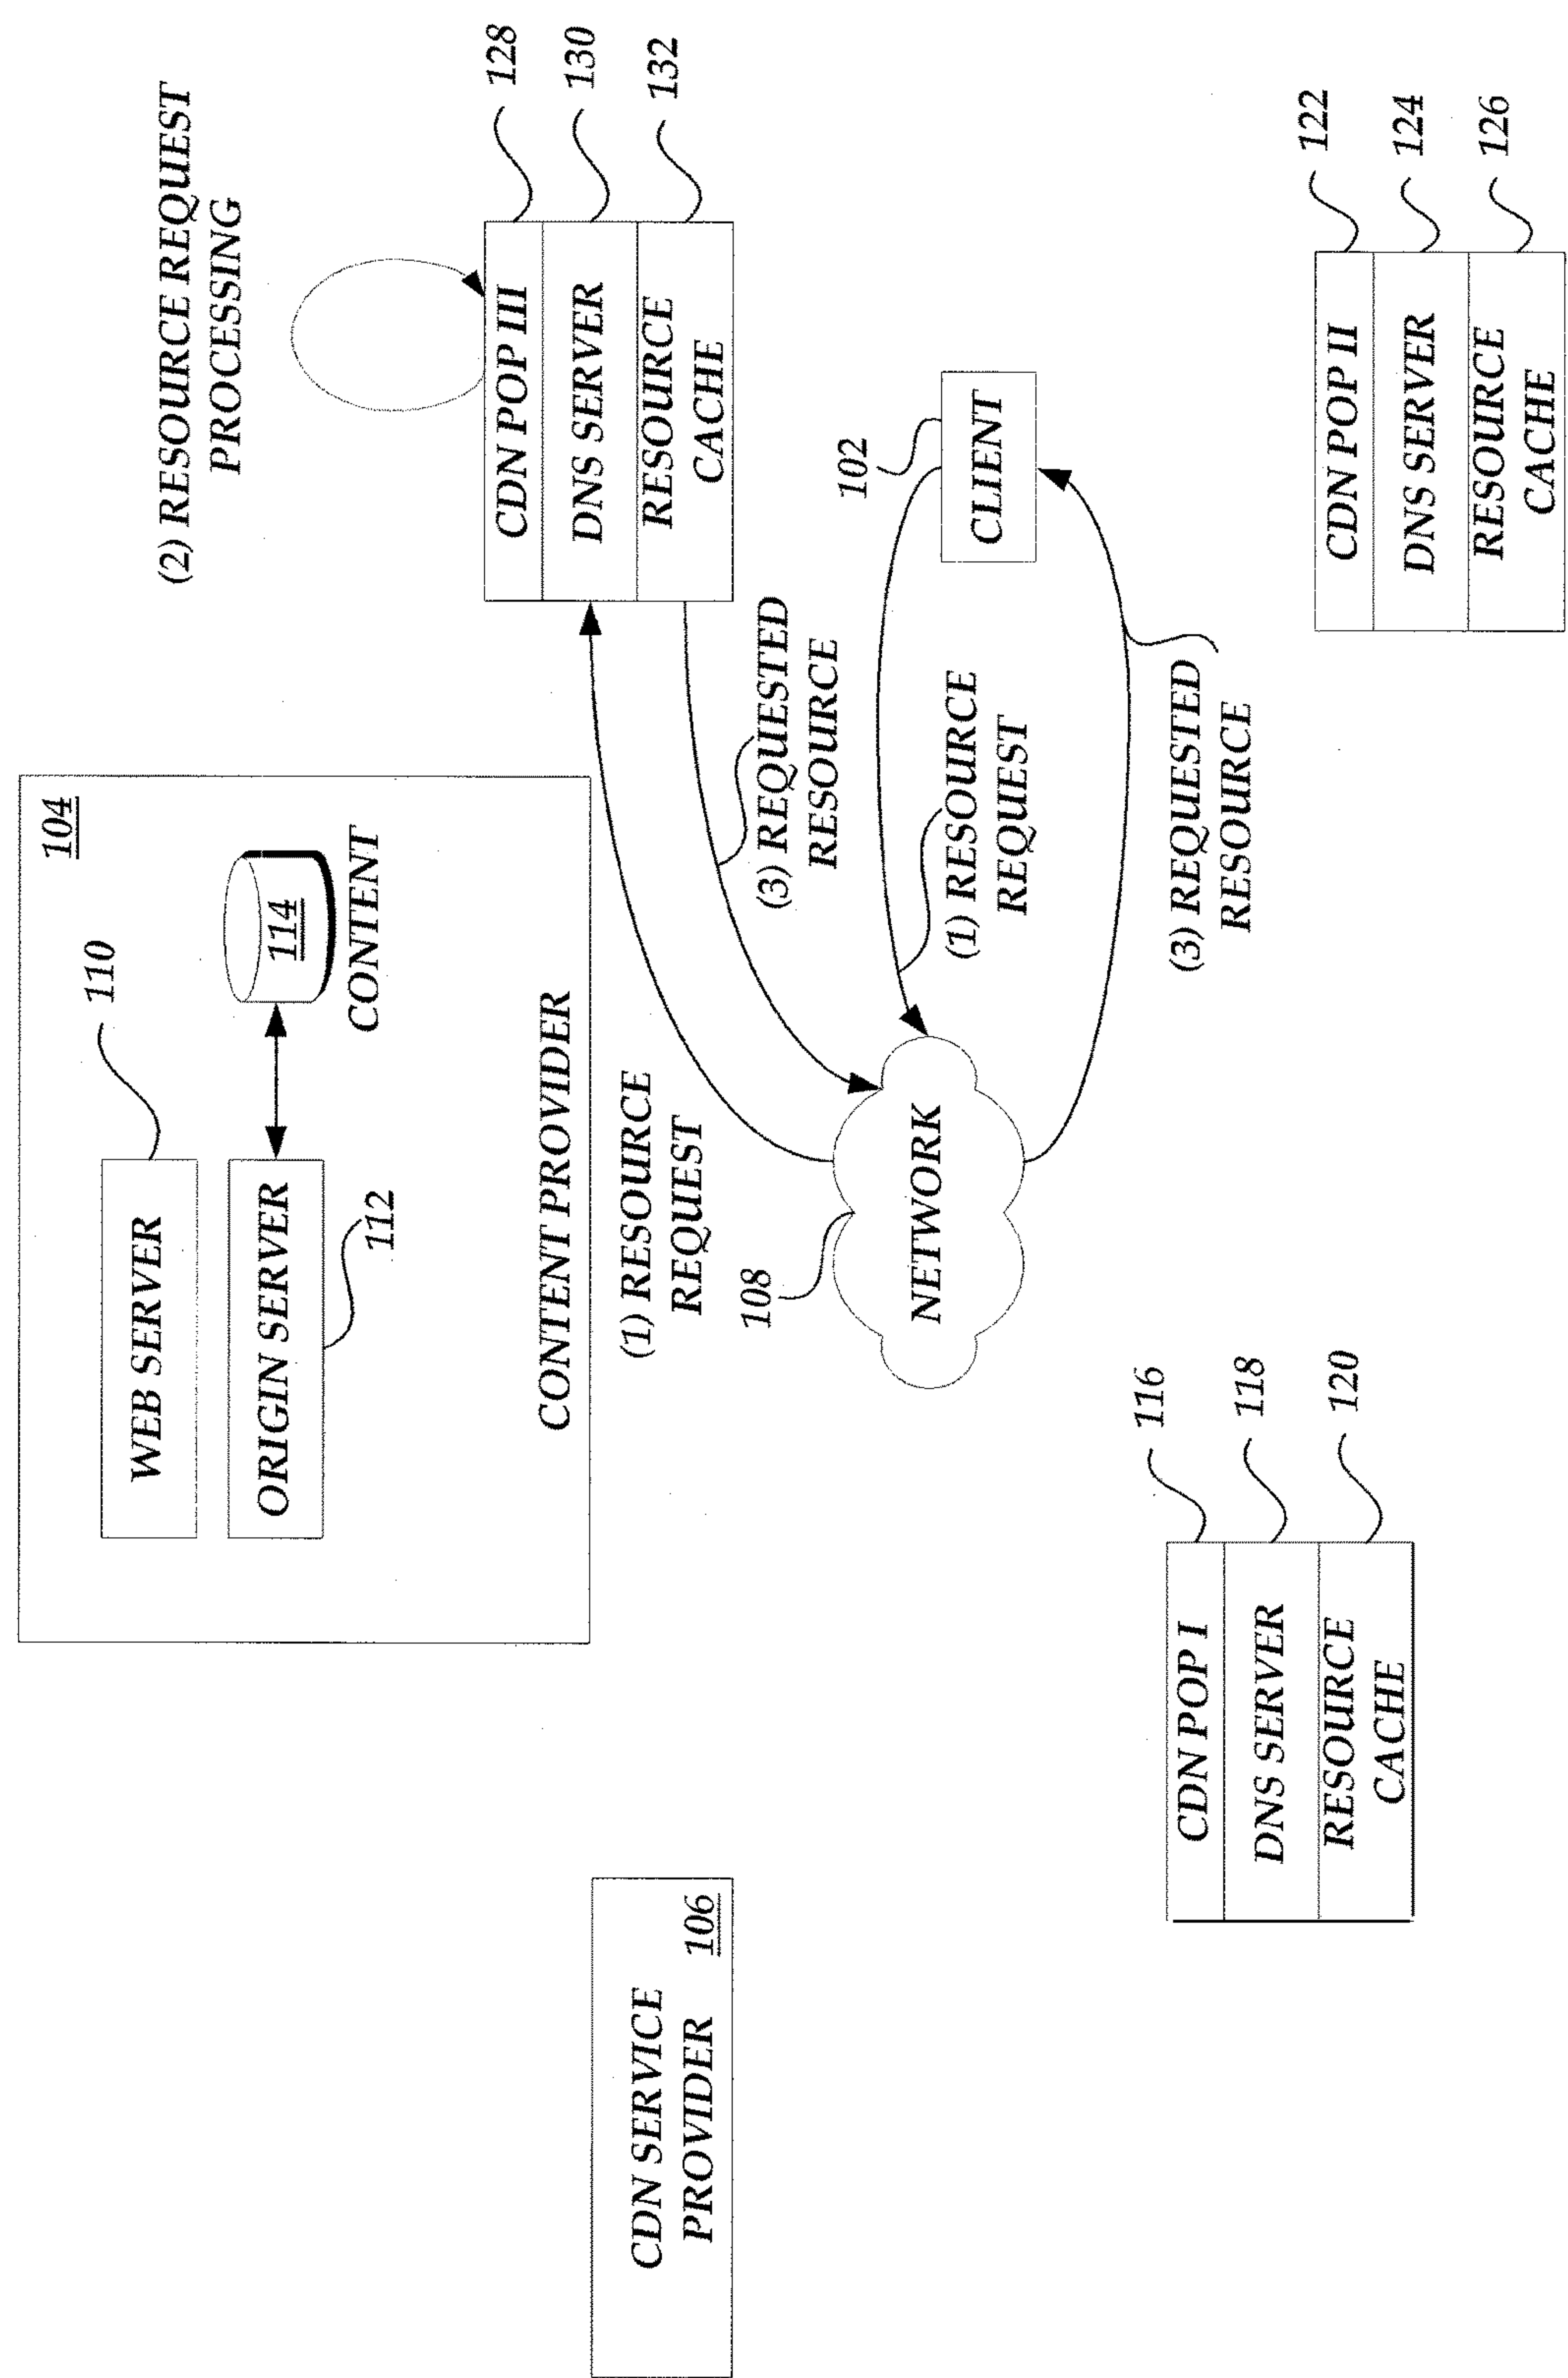 104
WEB SERVER
110
ORIGIN SERVER
112
114
CONTENT
CONTENT PROVIDER
(2) RESOURCE REQUEST
PROCESSING
CDN POP III
128
DNS SERVER
130
RESOURCE
CACHE
132
CDN SERVICE
PROVIDER
106
(1) RESOURCE
REQUEST
(3) REQUESTED
RESOURCE
108
NETWORK
102
CLIENT
(1) RESOURCE
REQUEST
(3) REQUESTED
RESOURCE
CDN POP I
116
DNS SERVER
118
RESOURCE
CACHE
120
CDN POP II
122
DNS SERVER
124
RESOURCE
CACHE
126